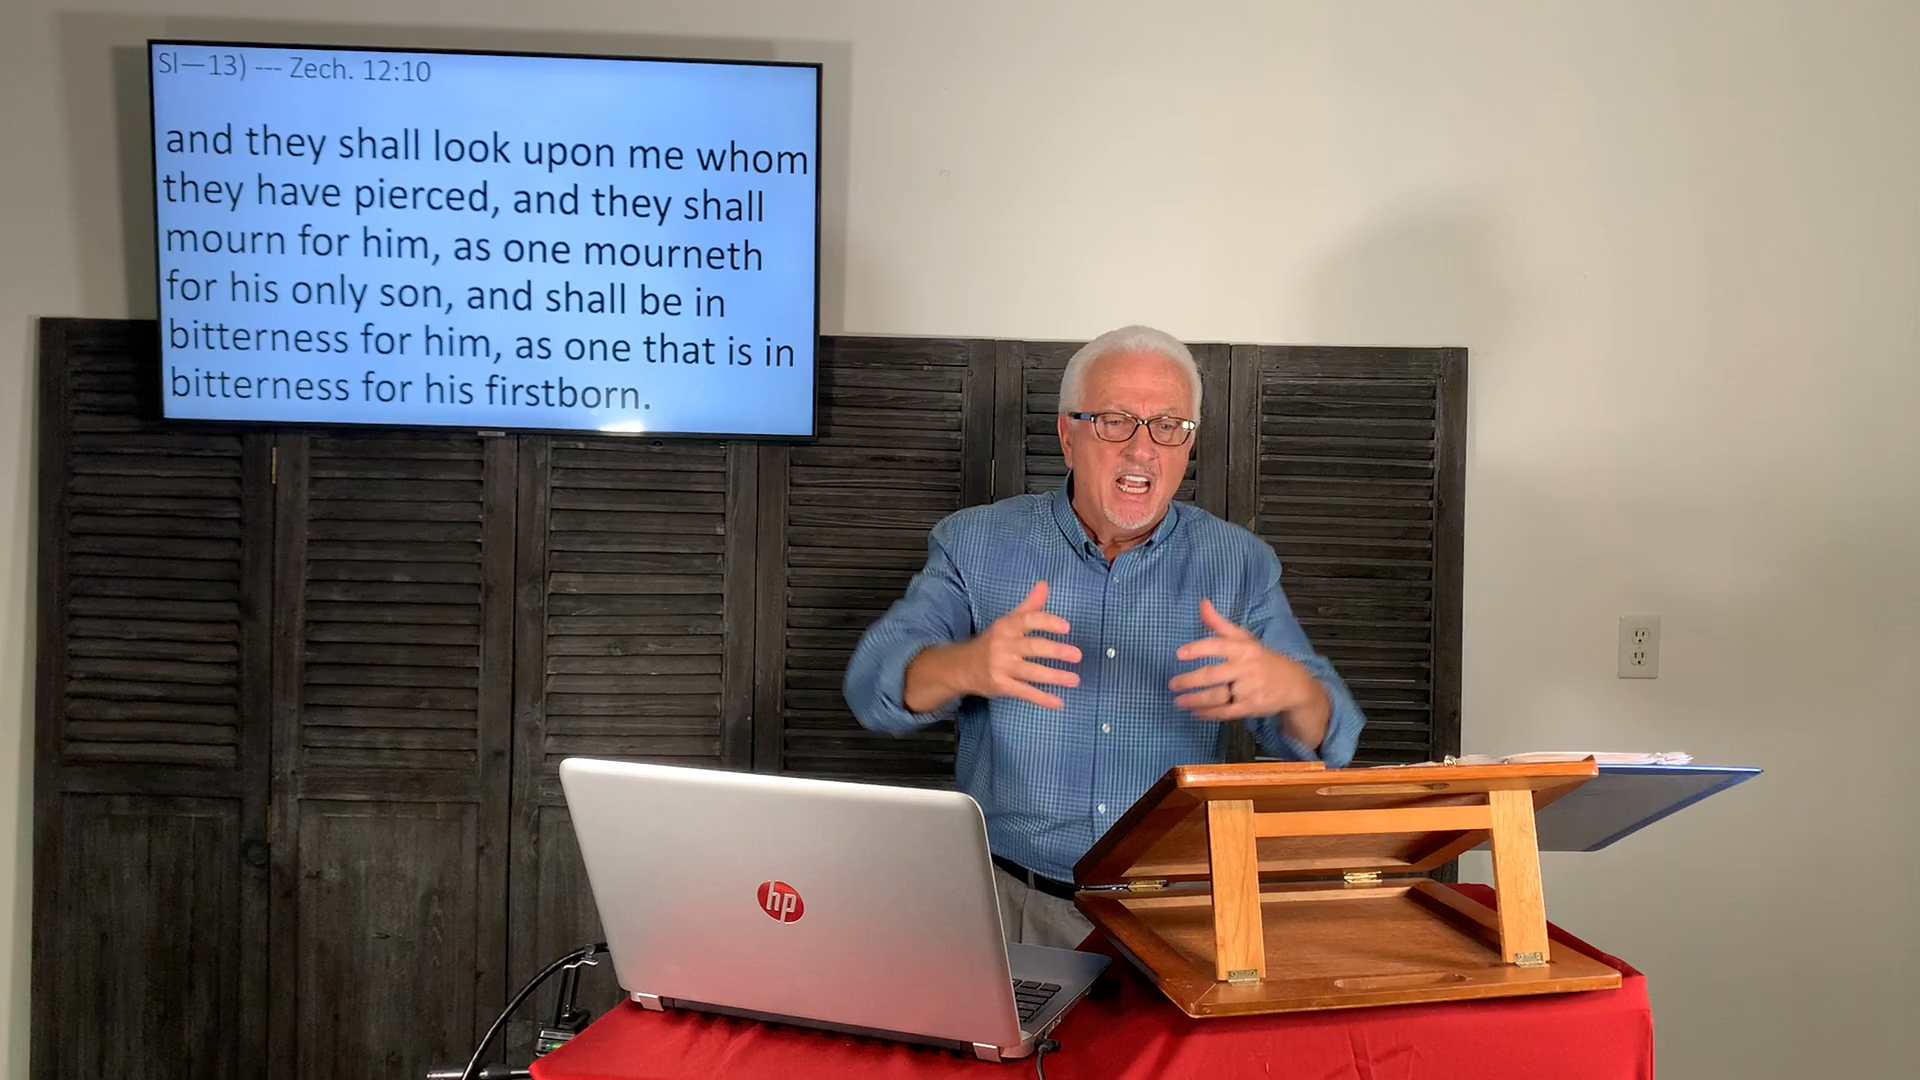 Sl—13) --- Zech. 12:10
and they shall look upon me whom
they have pierced, and they shall
mourn for him, as one mourneth
for his only son, and shall be in
bitterness for him, as one that is in
bitterness for his firstborn.
hp